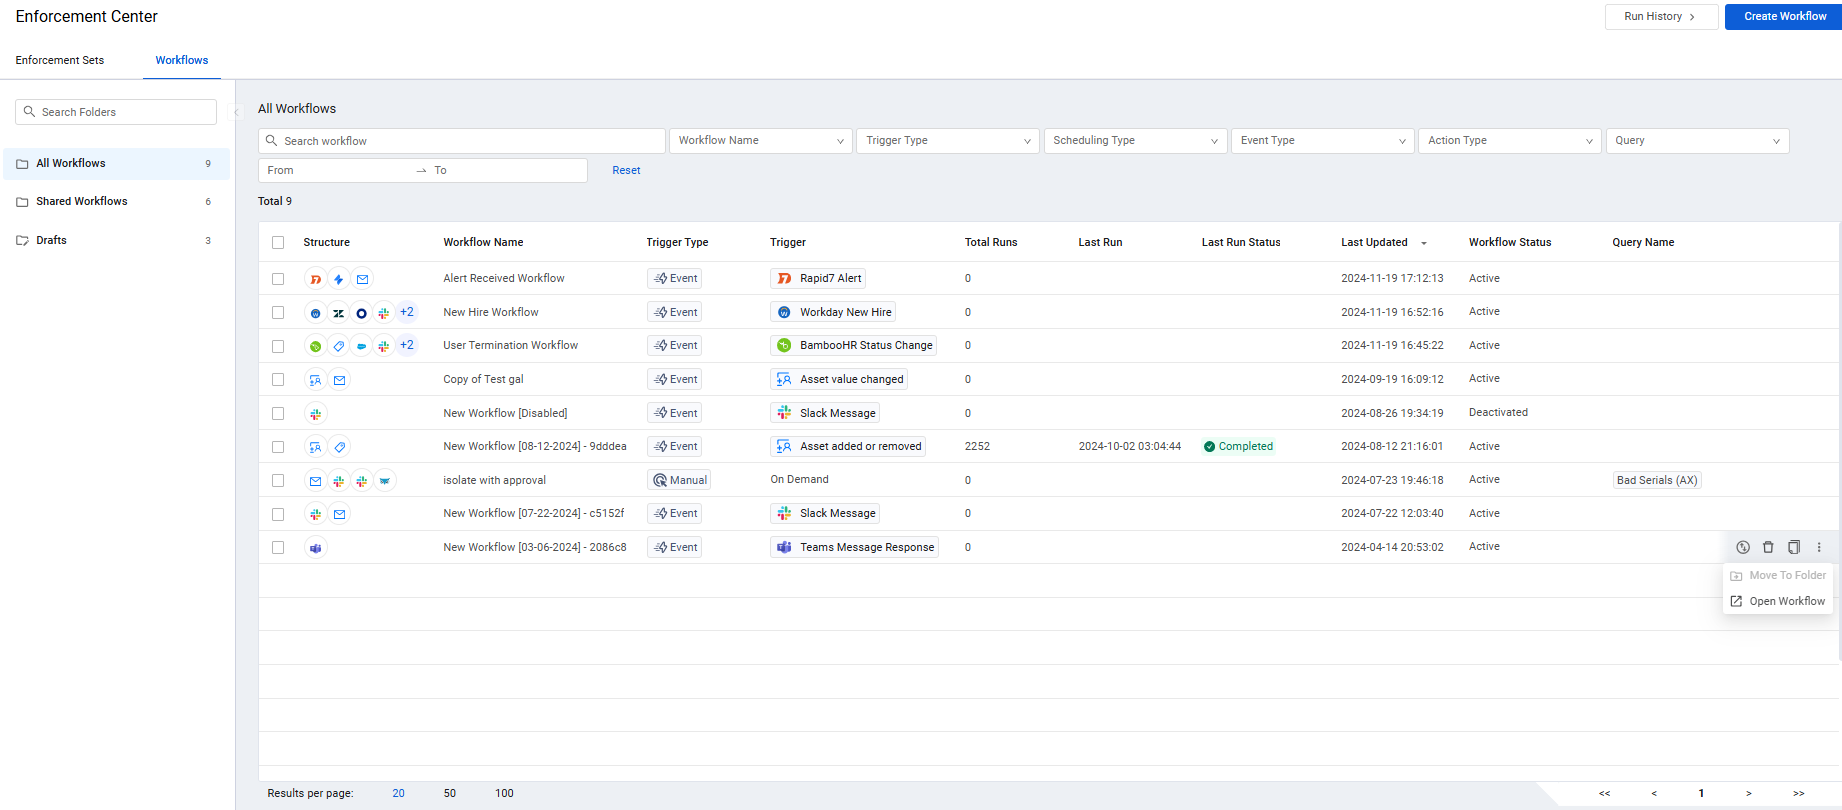 Enforcement Center
Run History >
Create Workflow
Enforcement Sets Workflows
Search Folders
All Workflows 9
Shared Workflows 6
Drafts 3
All Workflows
Search workflow Workflow Name Trigger Type Scheduling Type Event Type Action Type Query
From → To Reset
Total 9
Structure Workflow Name Trigger Type Trigger Total Runs Last Run Last Run Status Last Updated Workflow Status Query Name
Alert Received Workflow Event Rapid7 Alert 0 2024-11-19 17:12:13 Active
+2 New Hire Workflow Event Workday New Hire 0 2024-11-19 16:52:16 Active
+2 User Termination Workflow Event BambooHR Status Change 0 2024-11-19 16:45:22 Active
Copy of Test gal Event Asset value changed 0 2024-09-19 16:09:12 Active
New Workflow [Disabled] Event Slack Message 0 2024-08-26 19:34:19 Deactivated
New Workflow [08-12-2024] - 9dddea Event Asset added or removed 2252 2024-10-02 03:04:44 Completed 2024-08-12 21:16:01 Active
isolate with approval Manual On Demand 0 2024-07-23 19:46:18 Active Bad Serials (AX)
New Workflow [07-22-2024] - c5152f Event Slack Message 0 2024-07-22 12:03:40 Active
New Workflow [03-06-2024] - 2086c8 Event Teams Message Response 0 2024-04-14 20:53:02 Active
Move To Folder
Open Workflow
Results per page: 20 50 100 << < 1 > >>